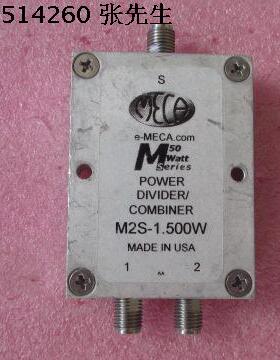 514260 张先生
S
MECA
e-MECA.com
M 50 Watt series
POWER
DIVIDER/
COMBINER
M2S-1.500W
MADE IN USA
1 2